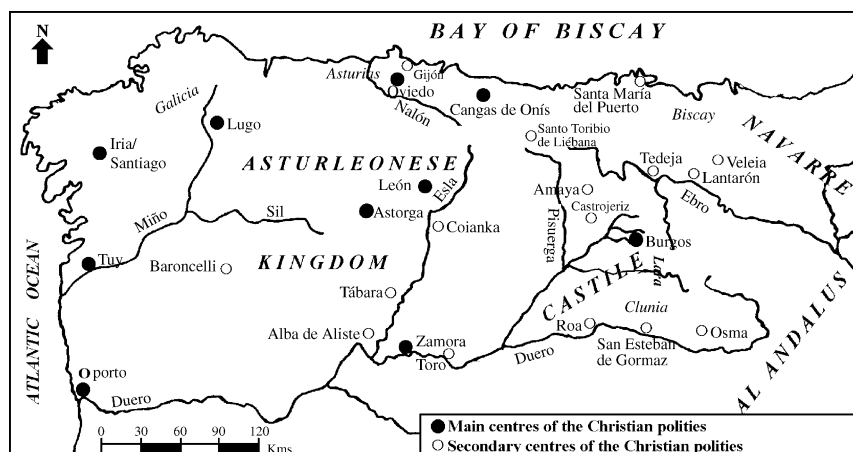 BAY OF BISCAY
N
Asturias
Gijón
Oviedo
Nalón
Cangas de Onís
Santa María
del Puerto
Biscay
NAVARRE
Galicia
Lugo
Iria/
Santiago
ASTURLEONESE
Santo Toribio
de Liébana
Tedeja
Veleia
Lantarón
León
Esla
Astorga
Amaya
Castrojeriz
Ebro
Miño
Sil
Coianka
Pisuerga
Burgos
Tuy
Baroncelli
KINGDOM
Lara
CASTILE
Tábara
Clunia
ATLANTIC OCEAN
AL ANDALUS
Alba de Aliste
Zamora
Toro
Roa
San Esteban
de Gormaz
Osma
Duero
Oporto
Duero
0 30 60 90 120
Kms
Main centres of the Christian polities
Secondary centres of the Christian polities